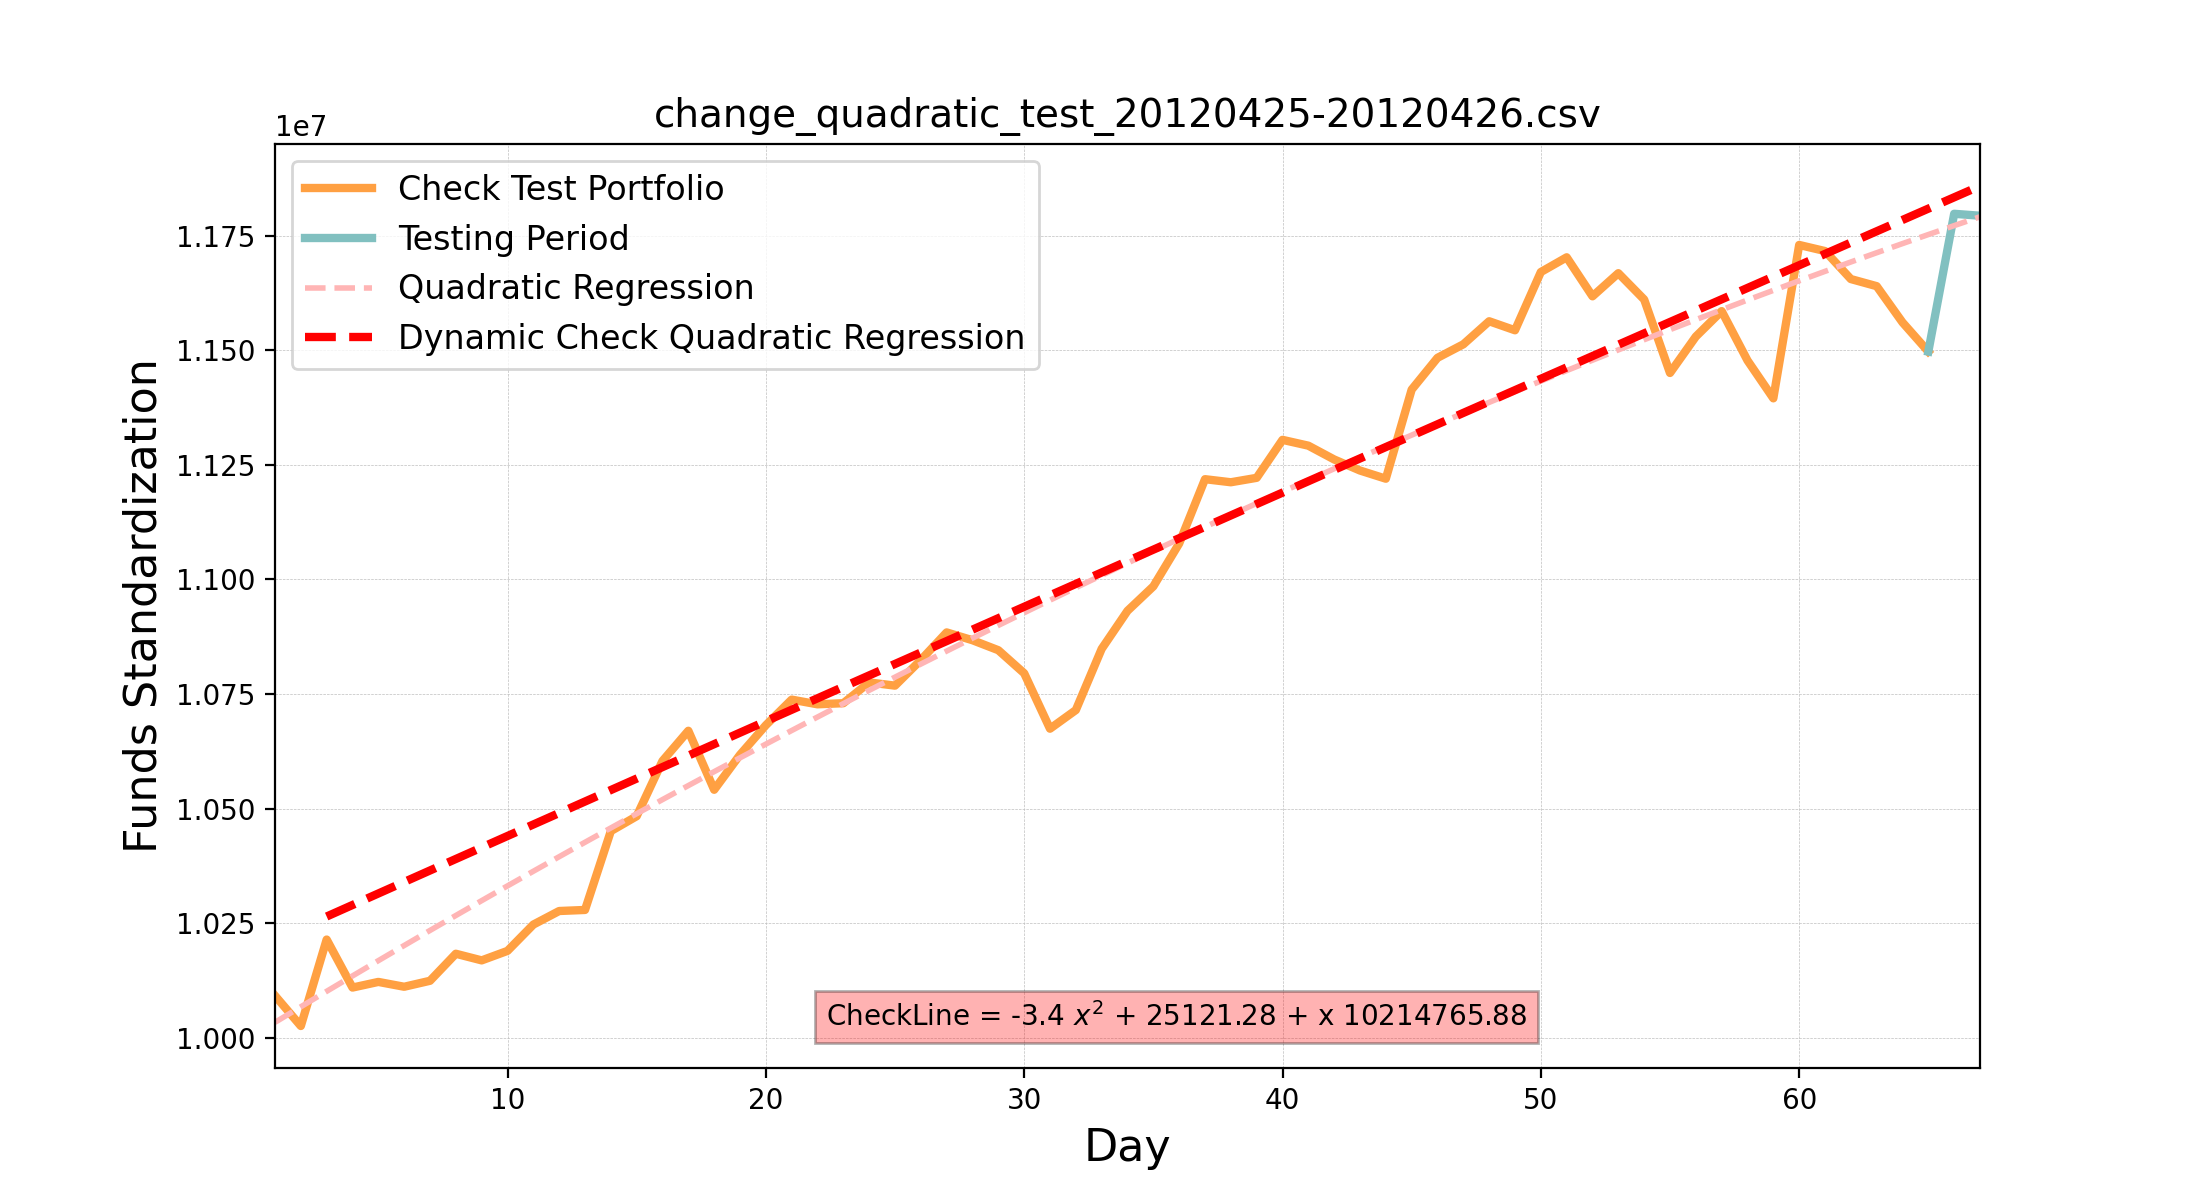 change_quadratic_test_20120425-20120426.csv
1e7
Check Test Portfolio
Testing Period
Quadratic Regression
Dynamic Check Quadratic Regression
1.175
1.150
1.125
1.100
1.075
1.050
1.025
1.000
Funds Standardization
CheckLine = -3.4 x² + 25121.28 + x 10214765.88
10 20 30 40 50 60
Day